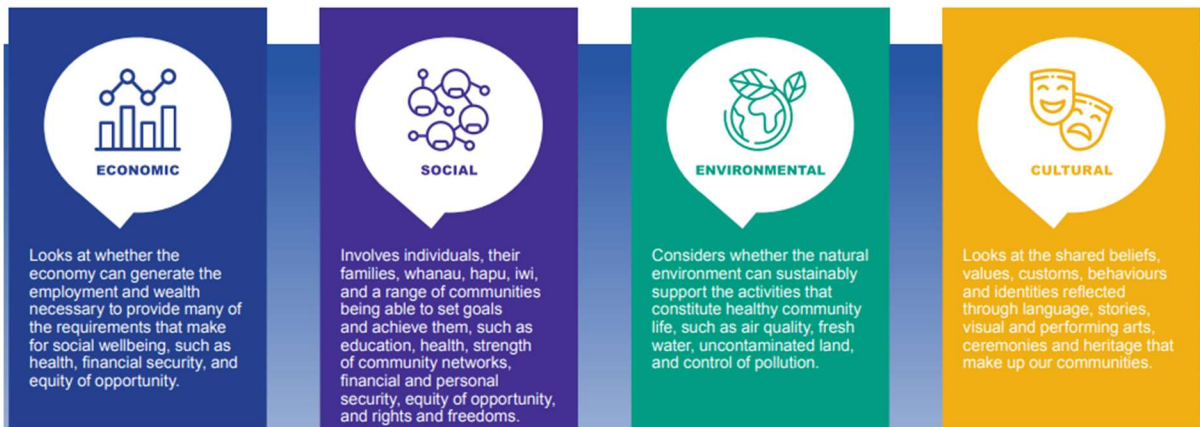 ECONOMIC
Looks at whether the
economy can generate the
employment and wealth
necessary to provide many of
the requirements that make
for social wellbeing, such as
health, financial security, and
equity of opportunity.
SOCIAL
Involves individuals, their
families, whanau, hapu, iwi,
and a range of communities
being able to set goals
and achieve them, such as
education, health, strength
of community networks,
financial and personal
security, equity of opportunity,
and rights and freedoms.
ENVIRONMENTAL
Considers whether the natural
environment can sustainably
support the activities that
constitute healthy community
life, such as air quality, fresh
water, uncontaminated land,
and control of pollution.
CULTURAL
Looks at the shared beliefs,
values, customs, behaviours
and identities reflected
through language, stories,
visual and performing arts,
ceremonies and heritage that
make up our communities.